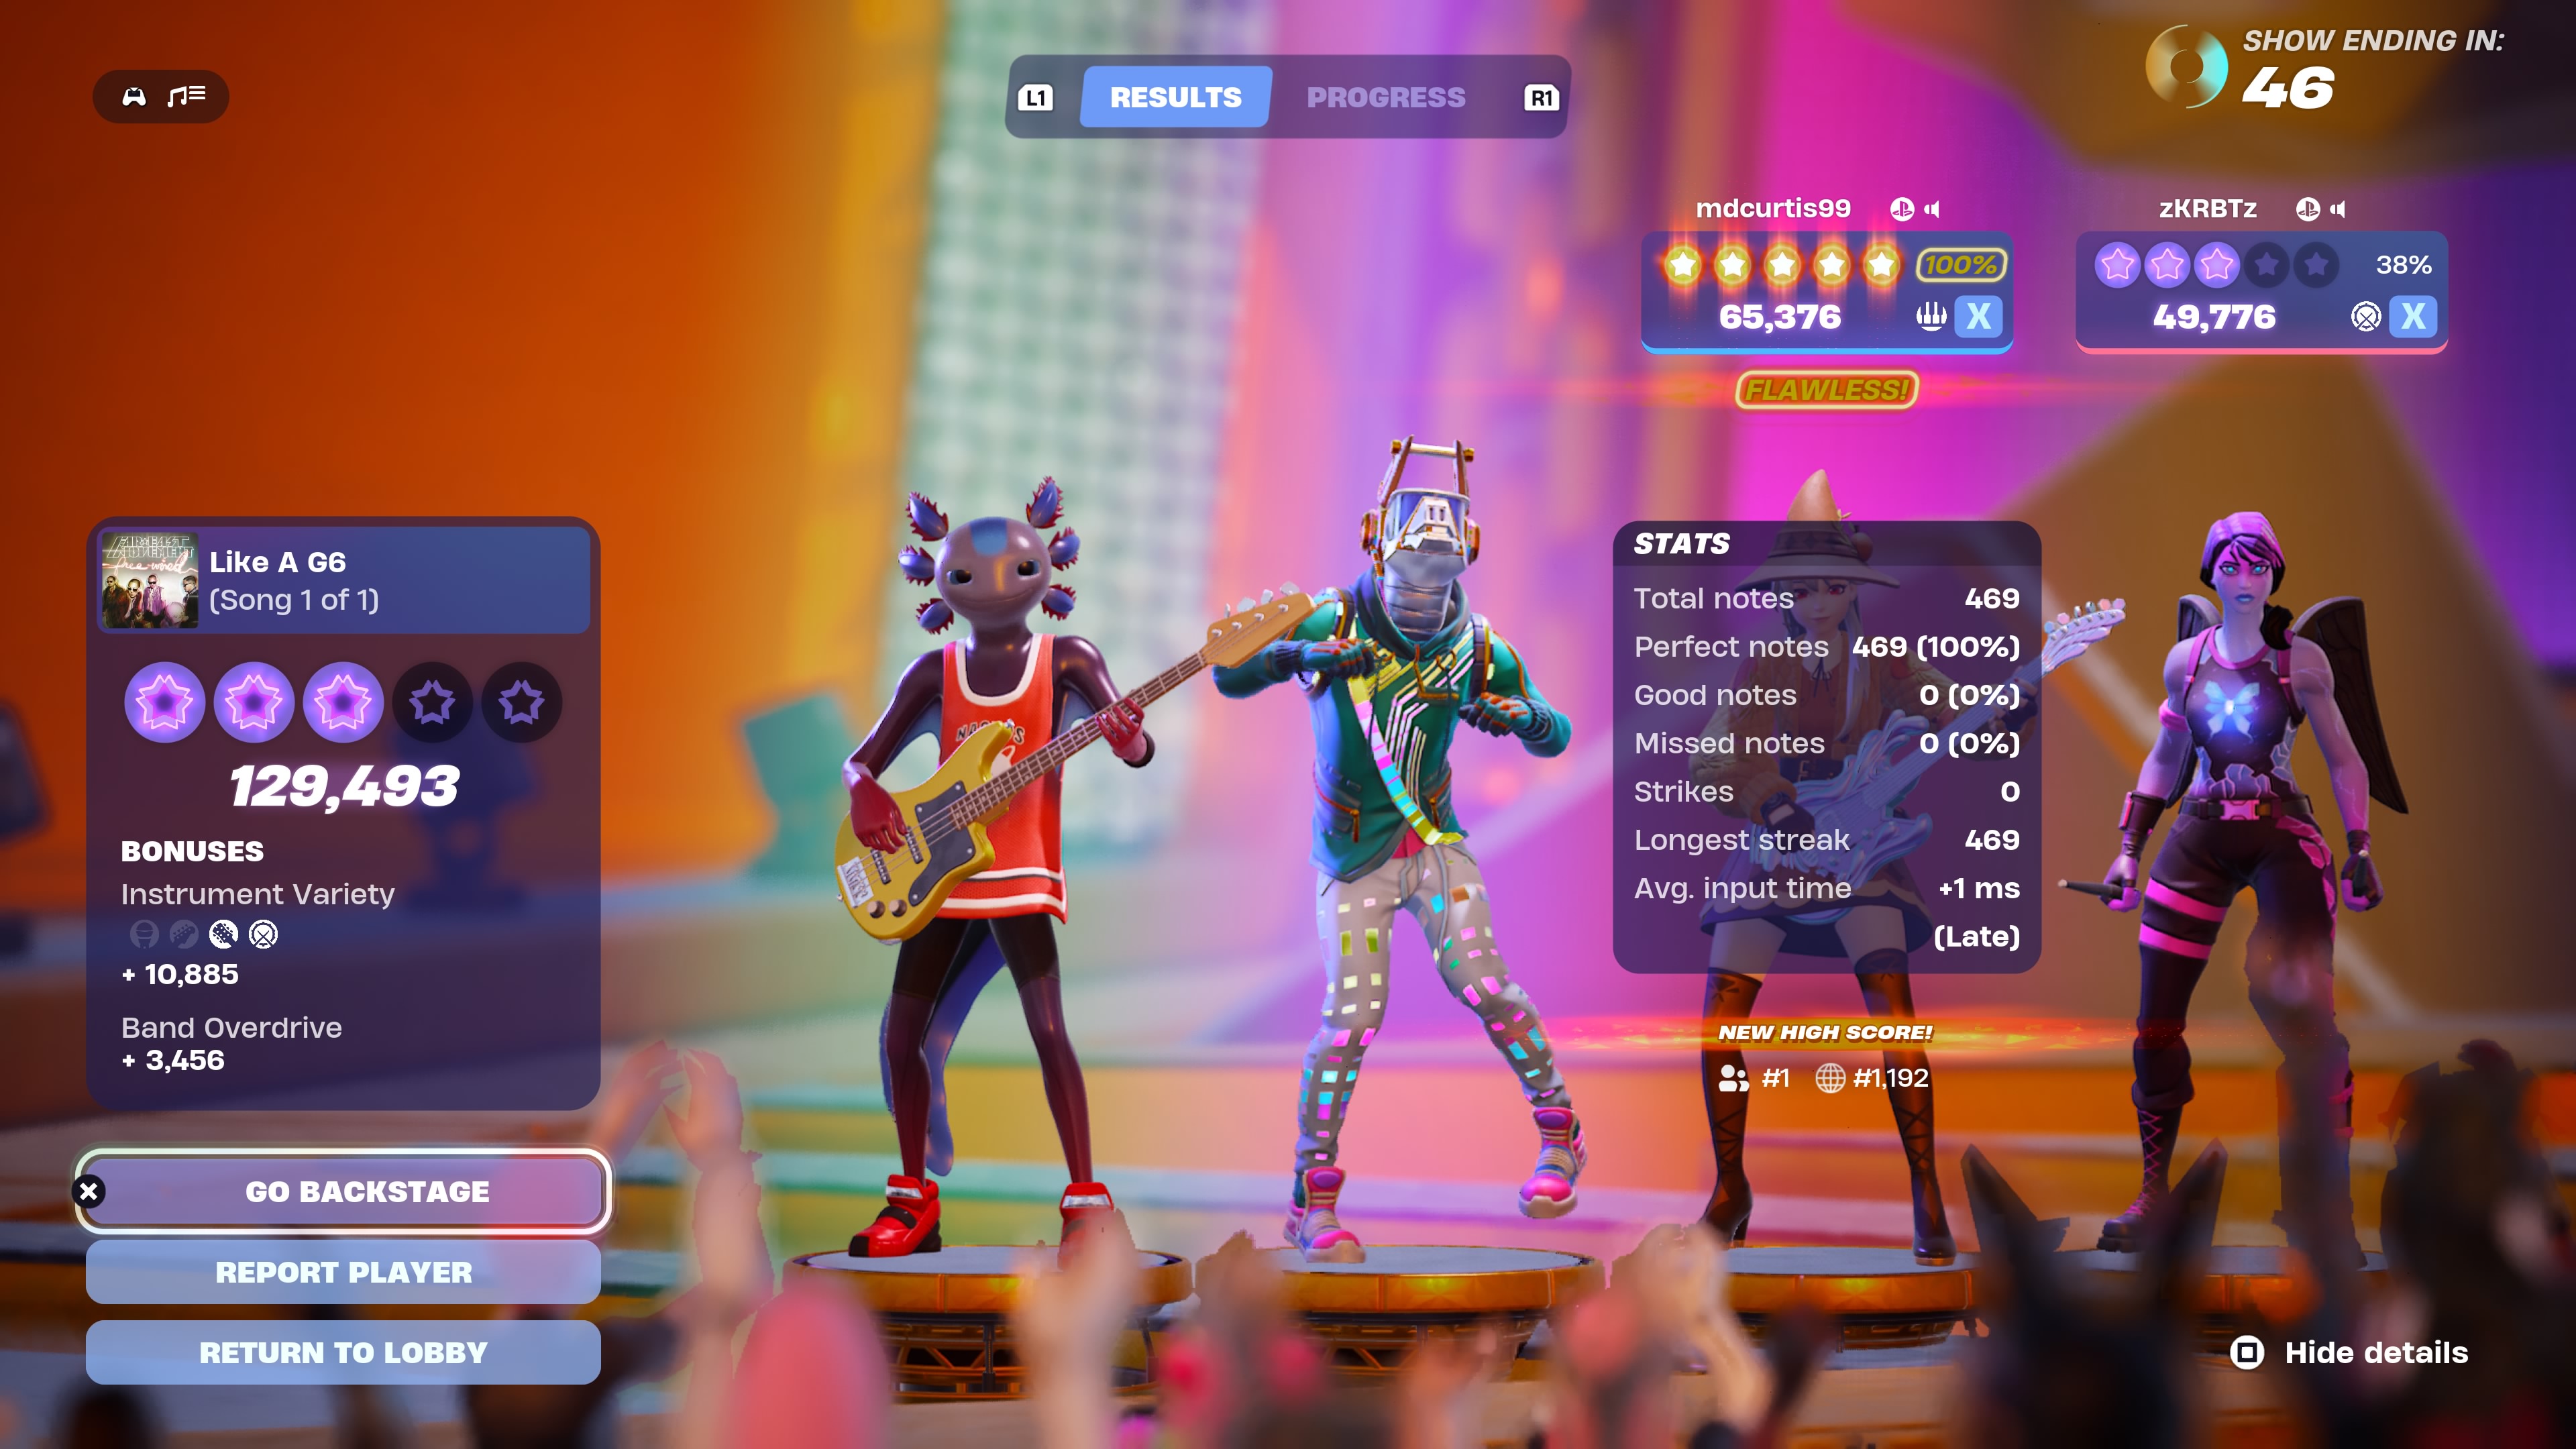 L1
RESULTS
PROGRESS
R1
SHOW ENDING IN:
46
mdcurtis99
100%
65,376
X
FLAWLESS!
zKRBTz
38%
49,776
X
Like A G6
(Song 1 of 1)
129,493
BONUSES
Instrument Variety
+ 10,885
Band Overdrive
+ 3,456
STATS
Total notes 469
Perfect notes 469 (100%)
Good notes 0 (0%)
Missed notes 0 (0%)
Strikes 0
Longest streak 469
Avg. input time +1 ms
(Late)
NEW HIGH SCORE!
#1 #1,192
GO BACKSTAGE
REPORT PLAYER
RETURN TO LOBBY
Hide details